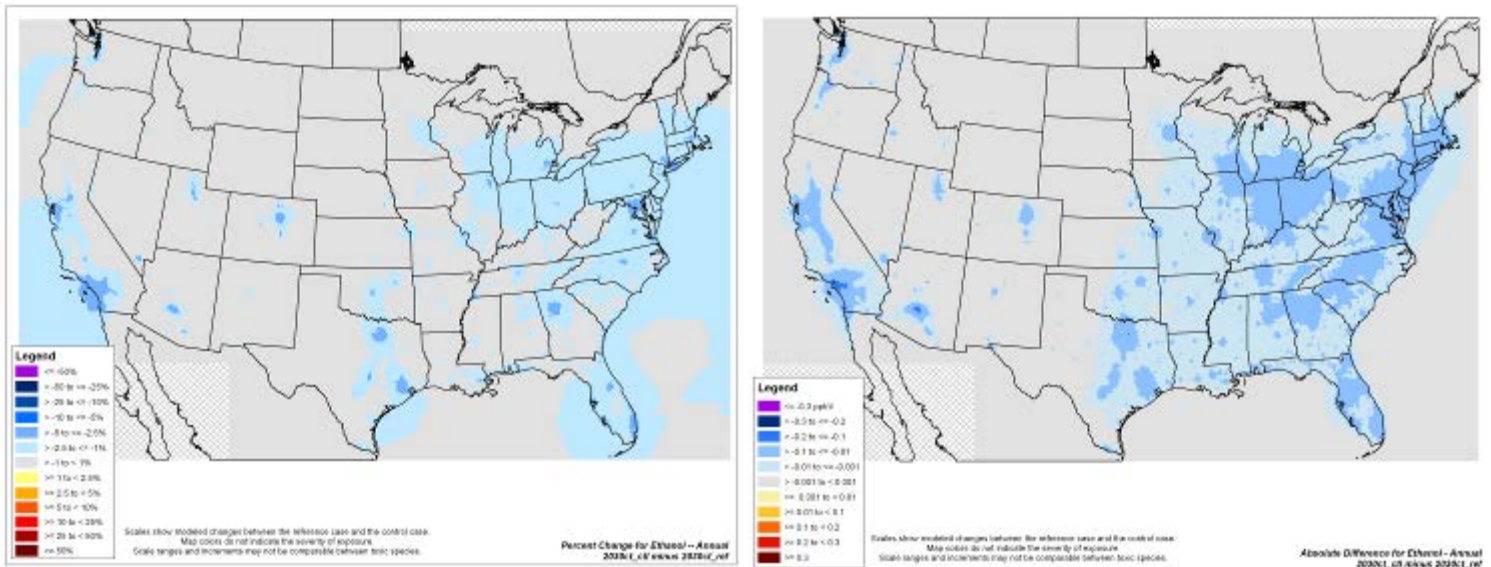 Legend
<= -50%
> -50 to <= -25%
> -25 to <= -10%
> -10 to <= -5%
> -5 to <= -2.5%
> -2.5 to <= -1%
> -1 to < 1%
>= 1 to < 2.5%
>= 2.5 to < 5%
>= 5 to < 10%
>= 10 to < 25%
>= 25 to < 50%
>= 50%
Scales show modeled changes between the reference case and the control case.
Map colors do not indicate the severity of exposure.
Scale ranges and increments may not be comparable between toxic species.
Percent Change for Ethanol -- Annual
minus
Legend
<= -0.3 ppbV
> -0.3 to <= -0.2
> -0.2 to <= -0.1
> -0.1 to <= -0.01
> -0.01 to <= -0.001
> -0.001 to < 0.001
>= 0.001 to < 0.01
>= 0.01 to < 0.1
>= 0.1 to < 0.2
>= 0.2 to < 0.3
>= 0.3
Scales show modeled changes between the reference case and the control case.
Map colors do not indicate the severity of exposure.
Scale ranges and increments may not be comparable between toxic species.
Absolute Difference for Ethanol - Annual
minus